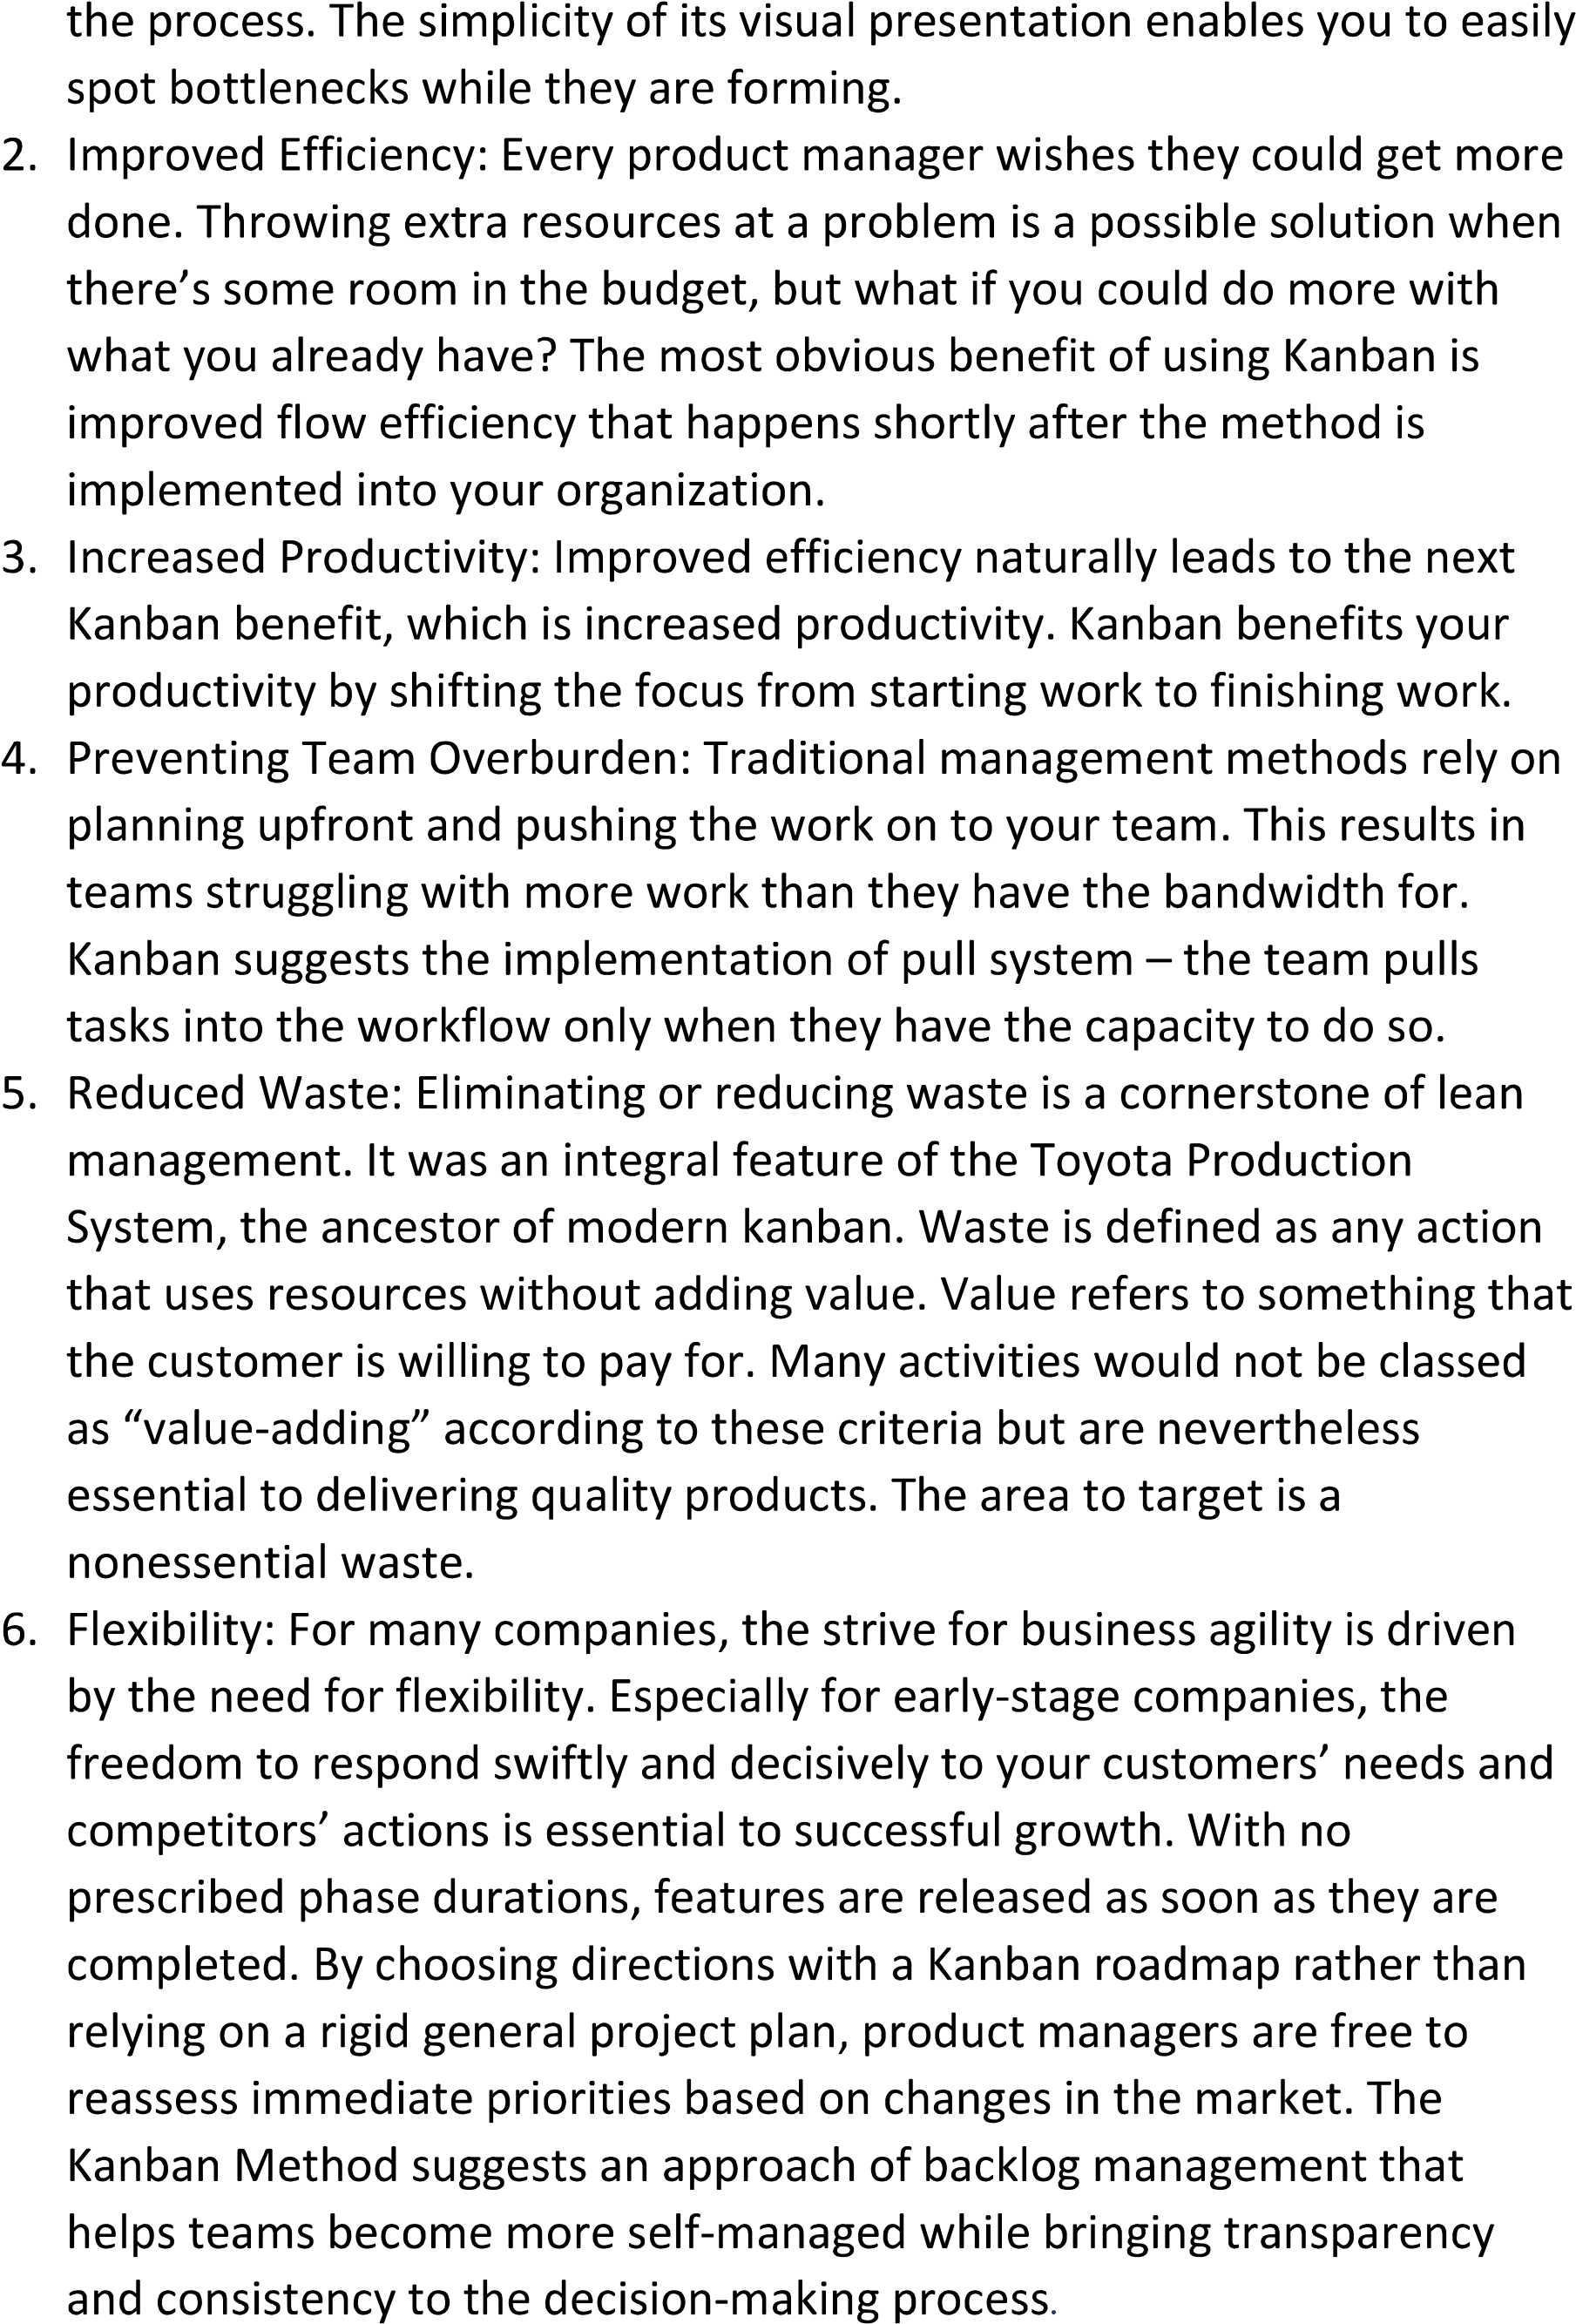 the process. The simplicity of its visual presentation enables you to easily
spot bottlenecks while they are forming.
2. Improved Efficiency: Every product manager wishes they could get more
done. Throwing extra resources at a problem is a possible solution when
there’s some room in the budget, but what if you could do more with
what you already have? The most obvious benefit of using Kanban is
improved flow efficiency that happens shortly after the method is
implemented into your organization.
3. Increased Productivity: Improved efficiency naturally leads to the next
Kanban benefit, which is increased productivity. Kanban benefits your
productivity by shifting the focus from starting work to finishing work.
4. Preventing Team Overburden: Traditional management methods rely on
planning upfront and pushing the work on to your team. This results in
teams struggling with more work than they have the bandwidth for.
Kanban suggests the implementation of pull system – the team pulls
tasks into the workflow only when they have the capacity to do so.
5. Reduced Waste: Eliminating or reducing waste is a cornerstone of lean
management. It was an integral feature of the Toyota Production
System, the ancestor of modern kanban. Waste is defined as any action
that uses resources without adding value. Value refers to something that
the customer is willing to pay for. Many activities would not be classed
as “value-adding” according to these criteria but are nevertheless
essential to delivering quality products. The area to target is a
nonessential waste.
6. Flexibility: For many companies, the strive for business agility is driven
by the need for flexibility. Especially for early-stage companies, the
freedom to respond swiftly and decisively to your customers’ needs and
competitors’ actions is essential to successful growth. With no
prescribed phase durations, features are released as soon as they are
completed. By choosing directions with a Kanban roadmap rather than
relying on a rigid general project plan, product managers are free to
reassess immediate priorities based on changes in the market. The
Kanban Method suggests an approach of backlog management that
helps teams become more self-managed while bringing transparency
and consistency to the decision-making process.